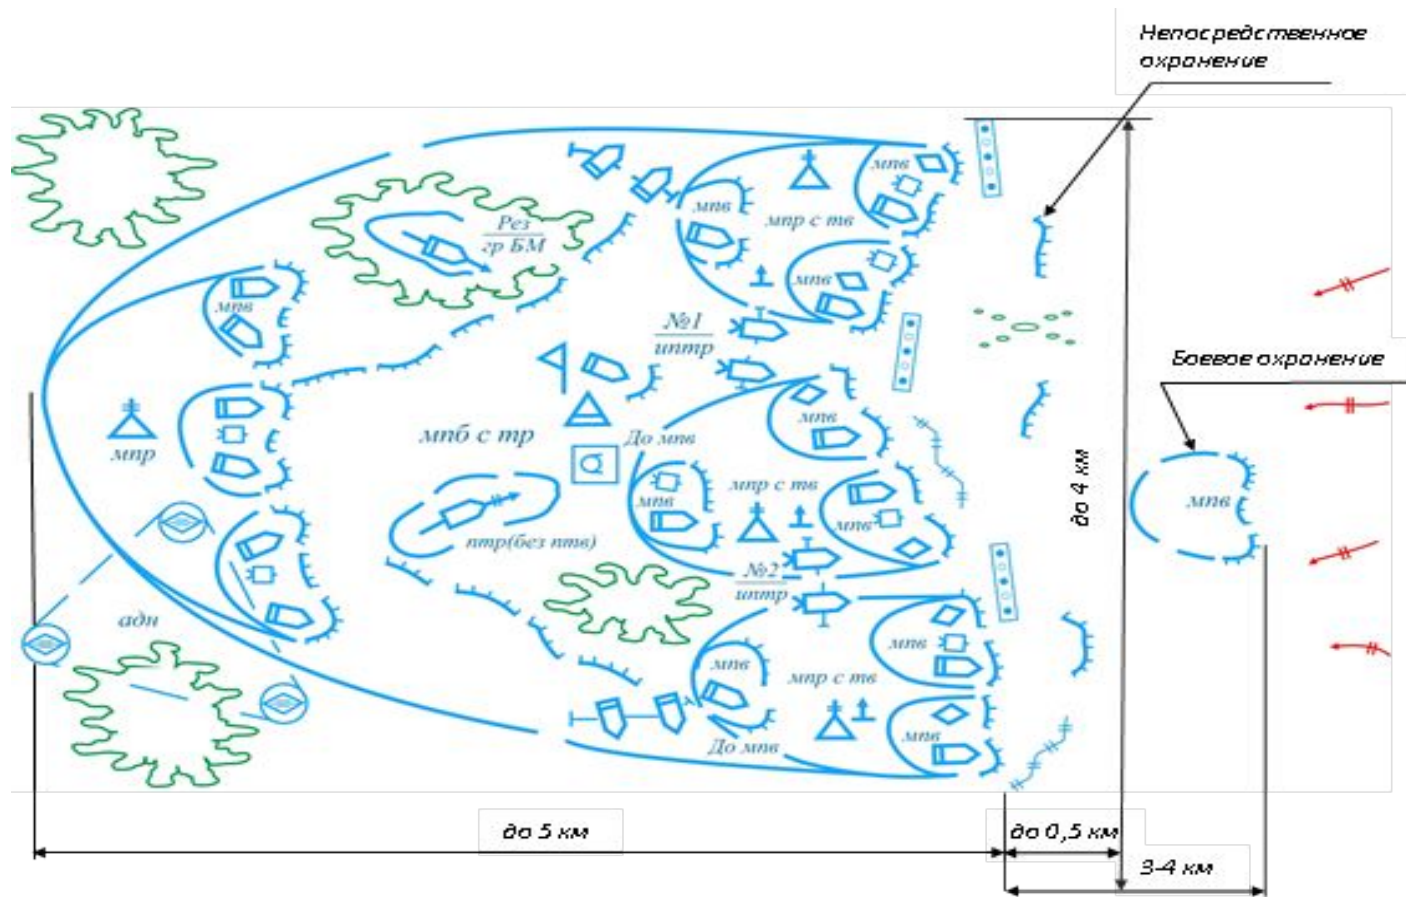 Непосредственное
охранение
мпв
мпв
мпр с тв
мпв
Рез
гр БМ
мпв
№1
иптр
Боевое охранение
мпв
мпб с тр
До мпв
мпр
мпр с тв
мпв
мпв
мпв
птр(без птв)
до 4 км
№2
иптр
адн
мпв
мпв
мпр с тв
мпв
До мпв
до 5 км
до 0,5 км
3-4 км